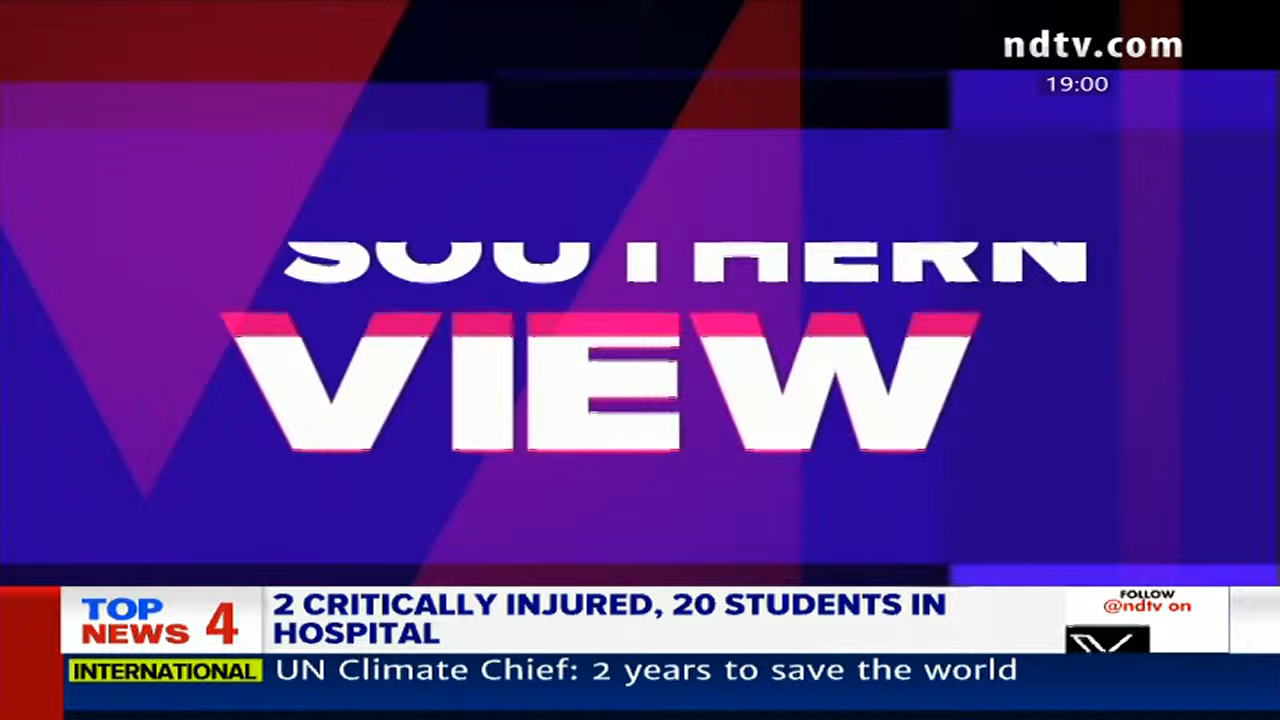 ndtv.com
19:00
SOUTHERN
VIEW
TOP
NEWS 4
2 CRITICALLY INJURED, 20 STUDENTS IN
HOSPITAL
FOLLOW
@ndtv on
X
INTERNATIONAL UN Climate Chief: 2 years to save the world